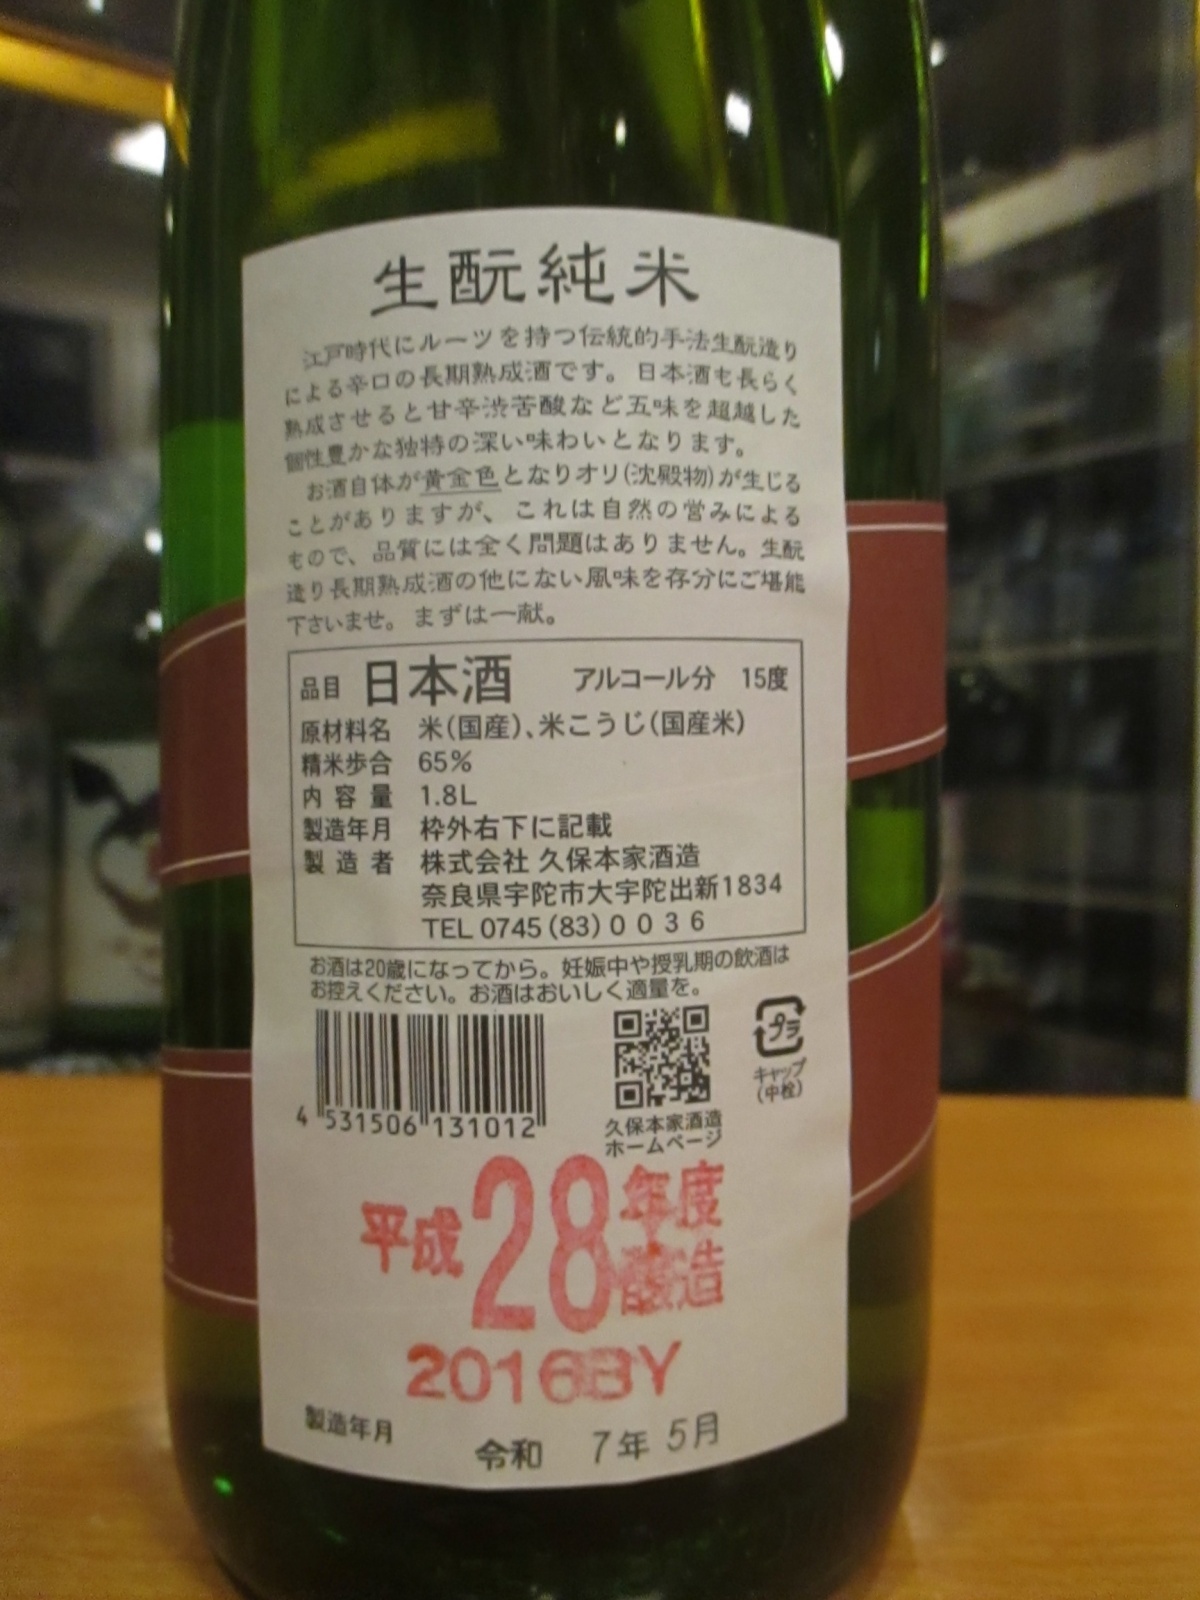 生酛純米
江戸時代にルーツを持つ伝統的手法生酛造り
による辛口の長期熟成酒です。日本酒も長らく
熟成させると甘辛渋苦酸など五味を超越した
個性豊かな独特の深い味わいとなります。
お酒自体が黄金色となりオリ(沈殿物)が生じる
ことがありますが、これは自然の営みによる
もので、品質には全く問題はありません。生酛
造り長期熟成酒の他にない風味を存分にご堪能
下さいませ。まずは一献。
品目 日本酒 アルコール分 15度
原材料名 米(国産)、米こうじ(国産米)
精米歩合 65%
内容量 1.8L
製造年月 枠外右下に記載
製造者 株式会社 久保本家酒造
奈良県宇陀市大宇陀出新1834
TEL 0745(83)0036
お酒は20歳になってから。妊娠中や授乳期の飲酒は
お控えください。お酒はおいしく適量を。
4 531506 131012
久保本家酒造
ホームページ
プラ
キャップ
(中栓)
平成28年度
醸造
2016BY
製造年月
令和 7年 5月